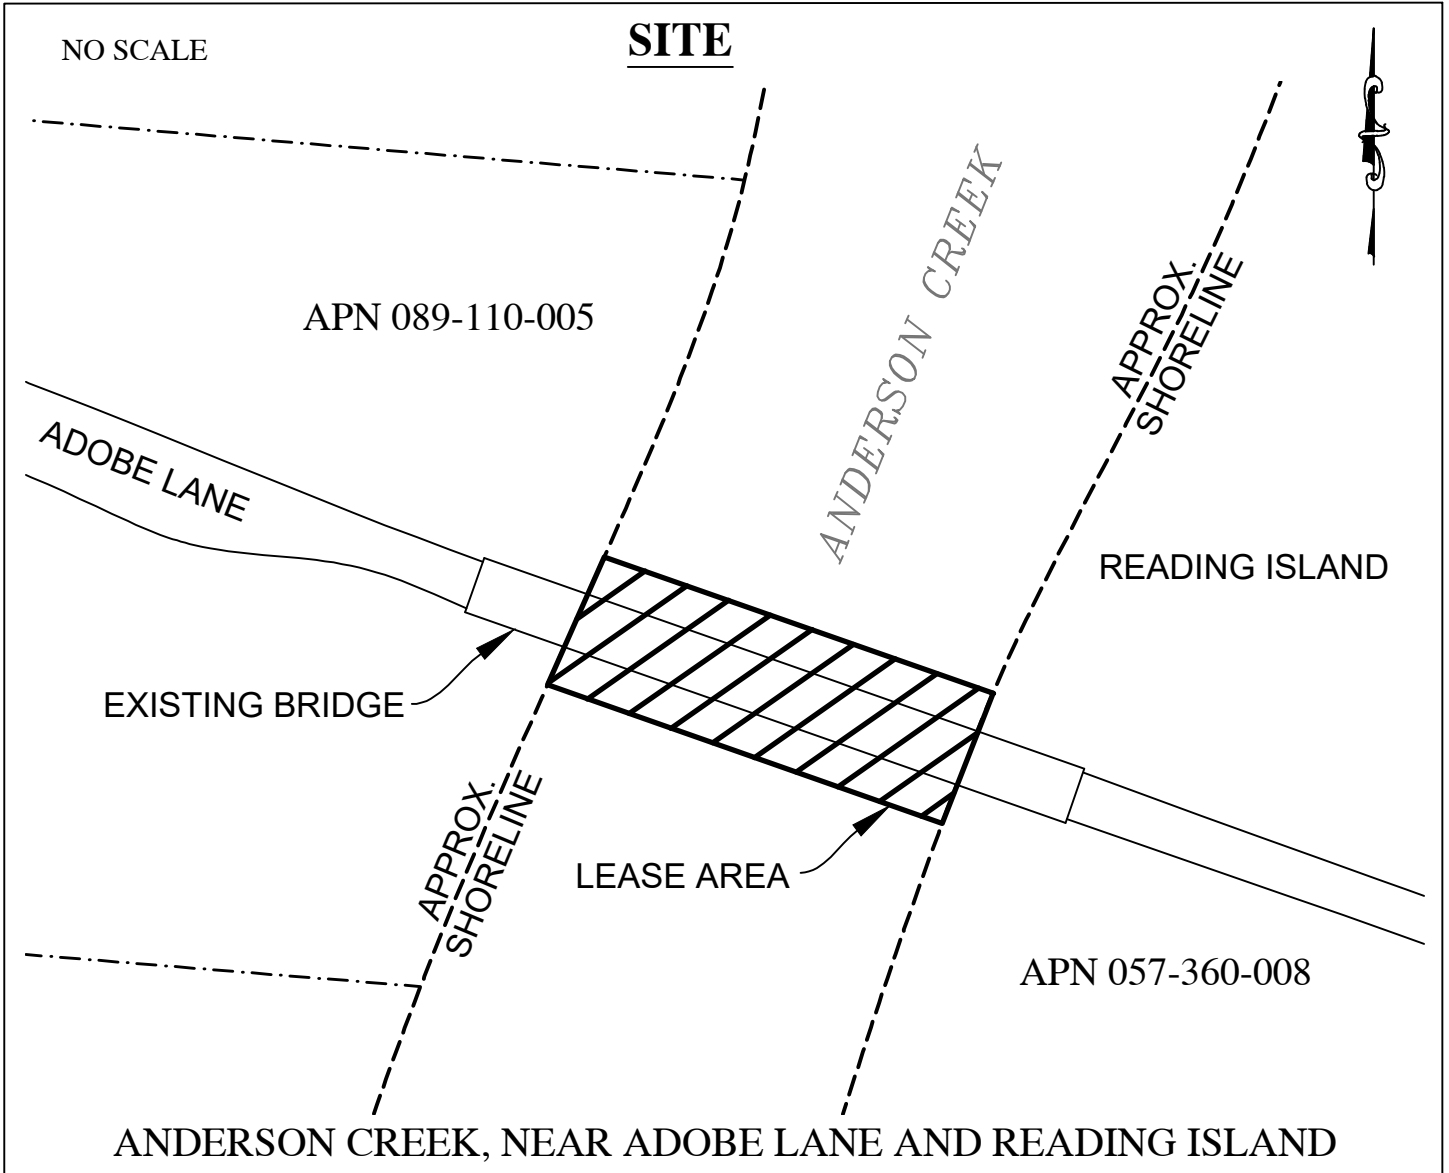 NO SCALE
SITE
ANDERSON CREEK
APPROX.
SHORELINE
APN 089-110-005
ADOBE LANE
READING ISLAND
EXISTING BRIDGE
APPROX.
SHORELINE
LEASE AREA
APN 057-360-008
ANDERSON CREEK, NEAR ADOBE LANE AND READING ISLAND